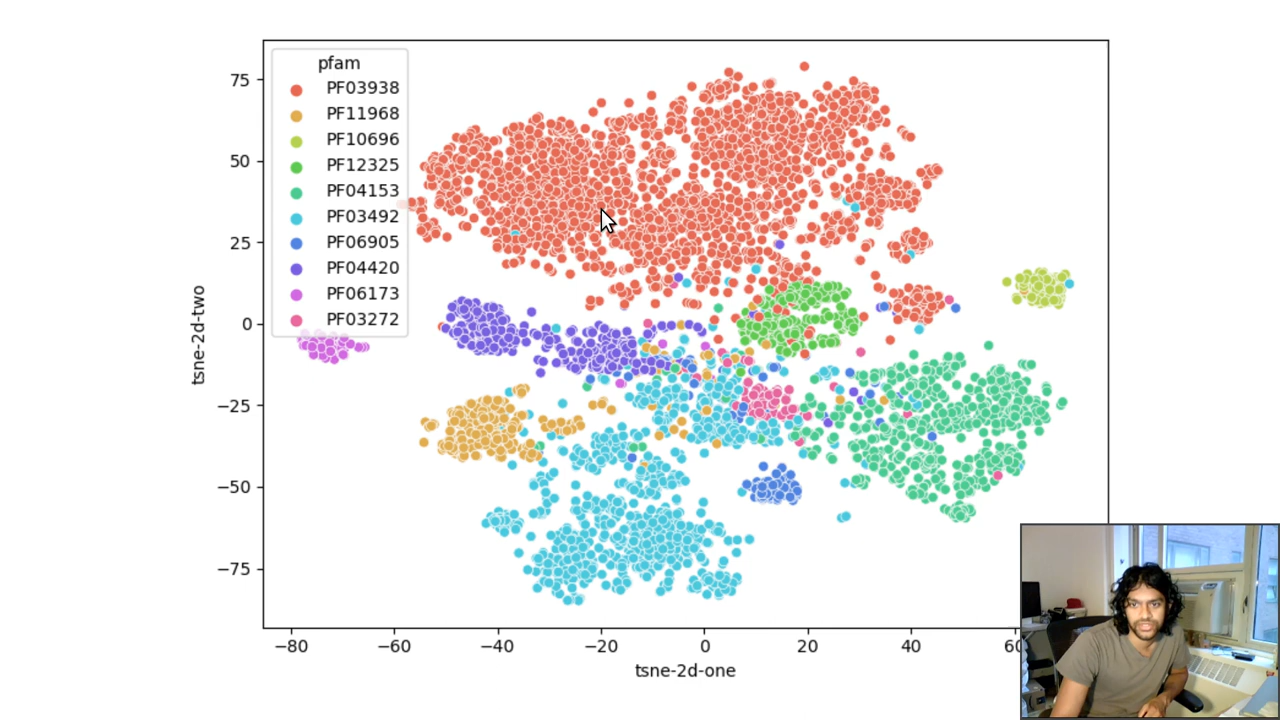 pfam
PF03938
PF11968
PF10696
PF12325
PF04153
PF03492
PF06905
PF04420
PF06173
PF03272
75
50
25
0
−25
−50
−75
tsne-2d-two
−80
−60
−40
−20
0
20
40
60
tsne-2d-one